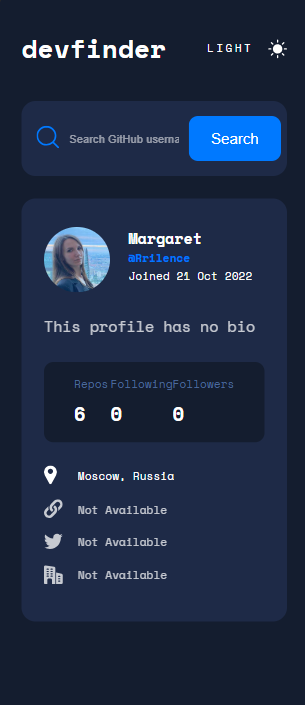 devfinder LIGHT
Search GitHub userna Search
Margaret
@Arilence
Joined 21 Oct 2022
This profile has no bio
Repos Following Followers
6 0 0
Moscow, Russia
Not Available
Not Available
Not Available